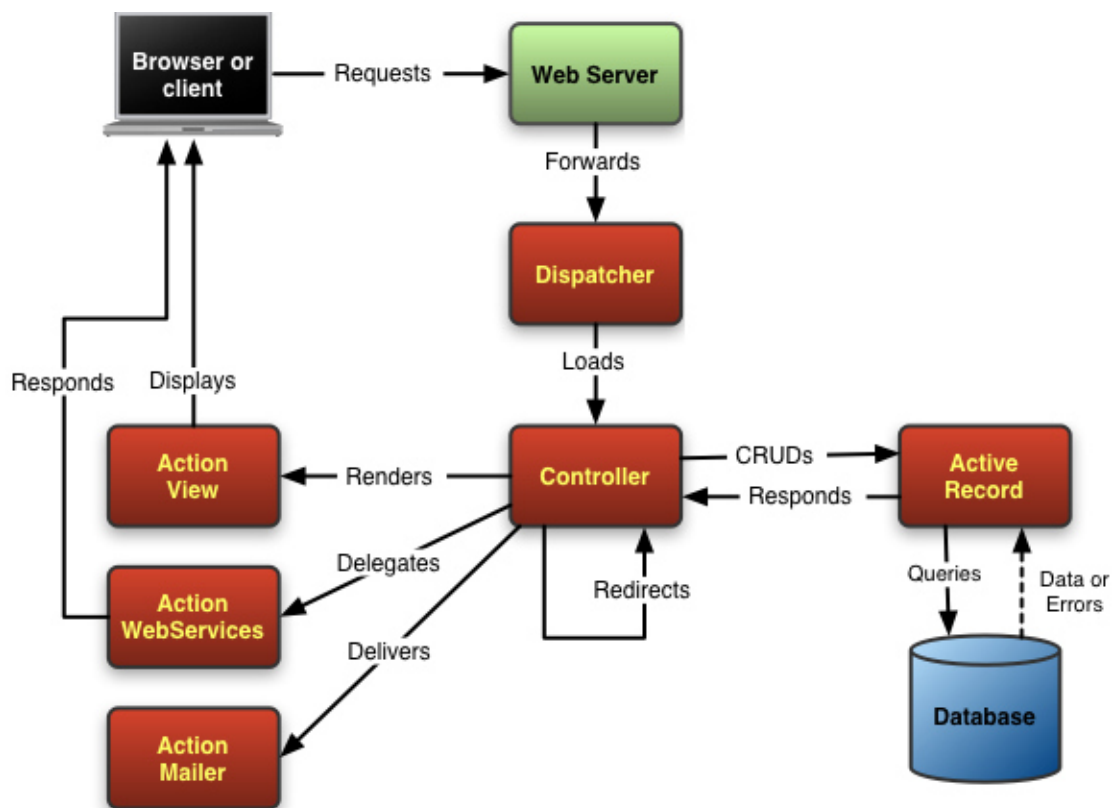 Browser or
client
Requests
Web Server
Forwards
Dispatcher
Loads
Responds
Displays
Action
View
Renders
Controller
CRUDs
Responds
Active
Record
Delegates
Redirects
Queries
Data or
Errors
Action
WebServices
Delivers
Database
Action
Mailer